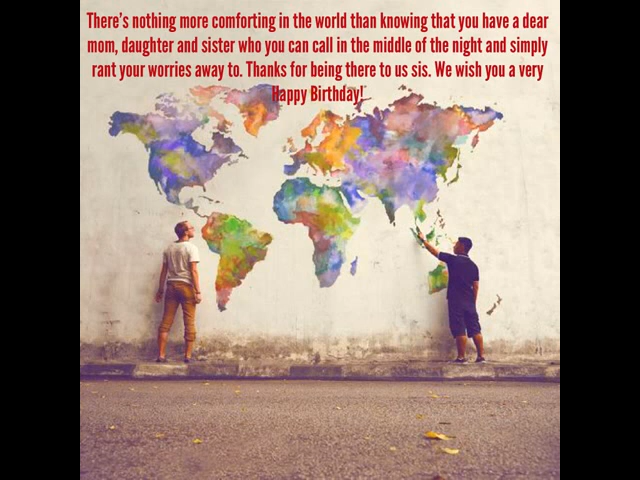 There's nothing more comforting in the world than knowing that you have a dear
mom, daughter and sister who you can call in the middle of the night and simply
rant your worries away to. Thanks for being there to us sis. We wish you a very
Happy Birthday!